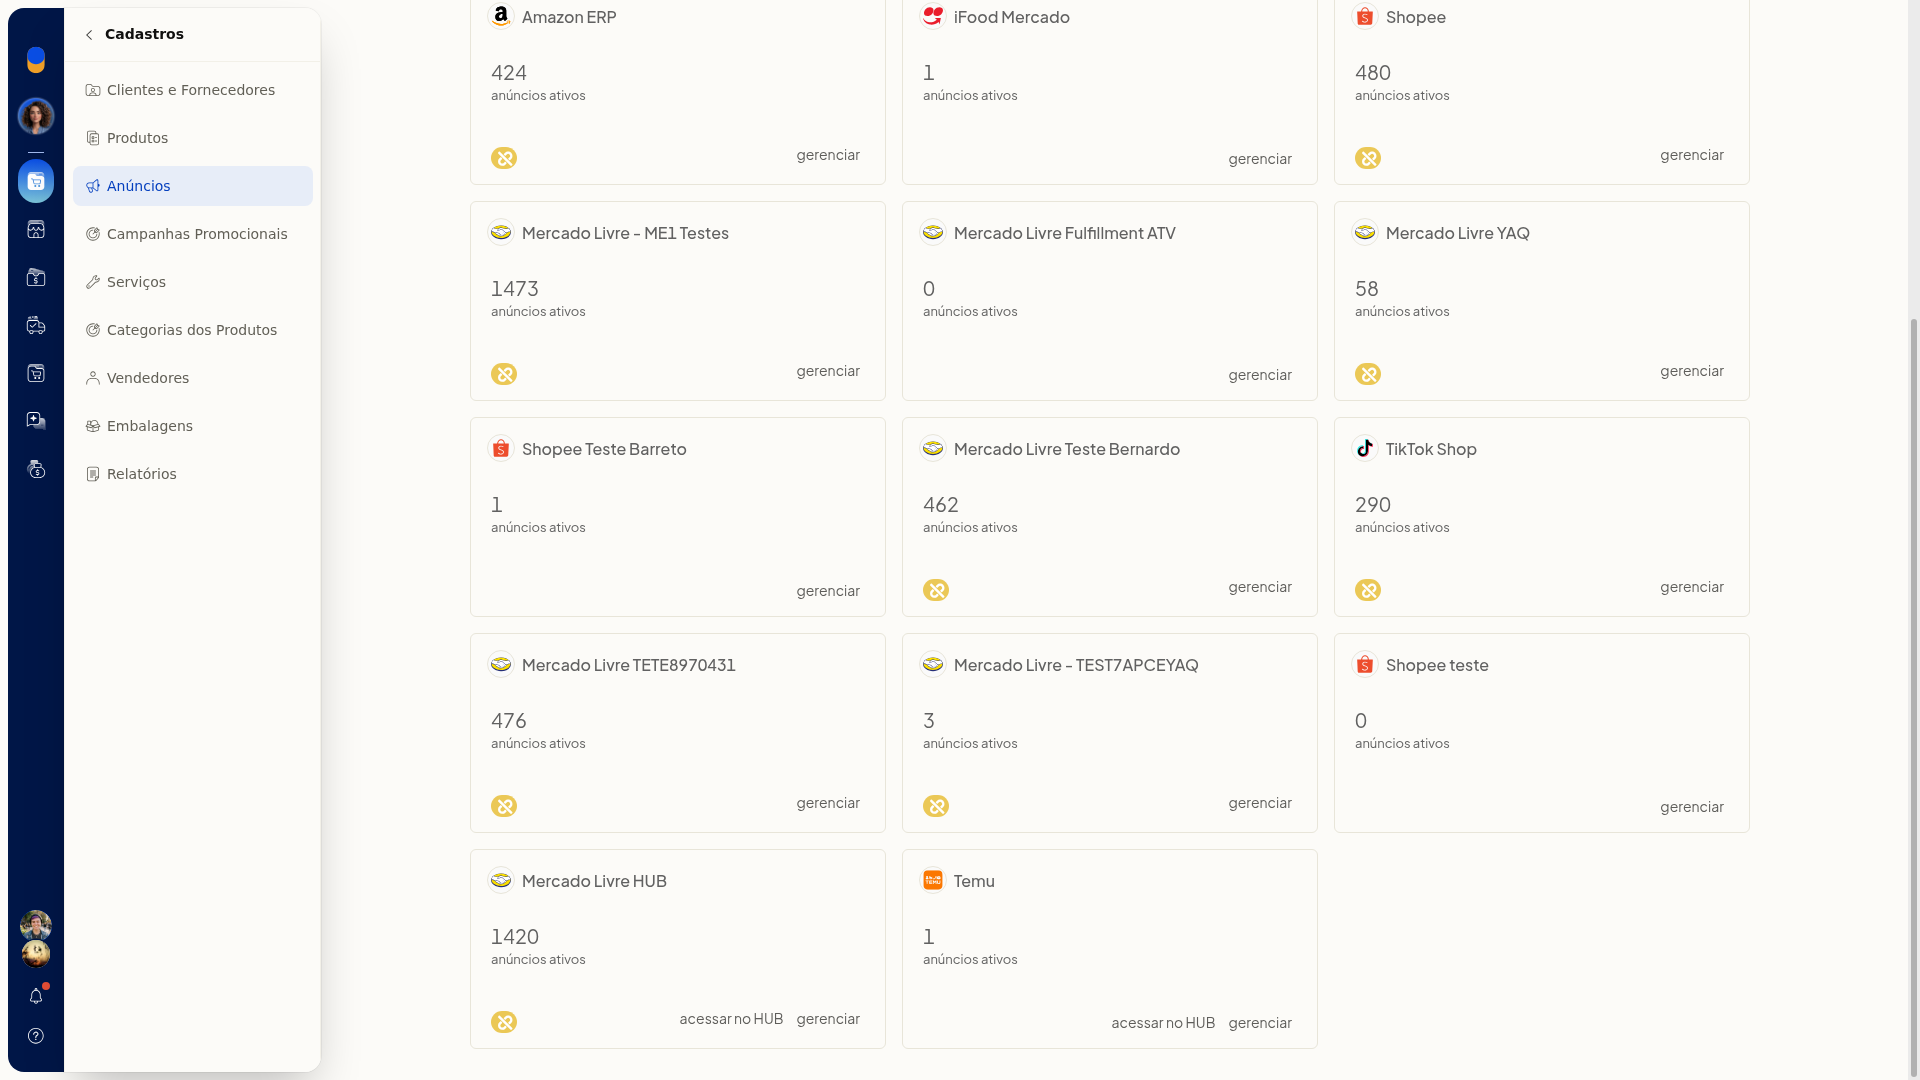 Cadastros
Clientes e Fornecedores
Produtos
Anúncios
Campanhas Promocionais
Serviços
Categorias dos Produtos
Vendedores
Embalagens
Relatórios
Amazon ERP
424
anúncios ativos
gerenciar
iFood Mercado
1
anúncios ativos
gerenciar
Shopee
480
anúncios ativos
gerenciar
Mercado Livre - ME1 Testes
1473
anúncios ativos
gerenciar
Mercado Livre Fulfillment ATV
0
anúncios ativos
gerenciar
Mercado Livre YAQ
58
anúncios ativos
gerenciar
Shopee Teste Barreto
1
anúncios ativos
gerenciar
Mercado Livre Teste Bernardo
462
anúncios ativos
gerenciar
TikTok Shop
290
anúncios ativos
gerenciar
Mercado Livre TETE8970431
476
anúncios ativos
gerenciar
Mercado Livre - TEST7APCEYAQ
3
anúncios ativos
gerenciar
Shopee teste
0
anúncios ativos
gerenciar
Mercado Livre HUB
1420
anúncios ativos
acessar no HUB gerenciar
Temu
1
anúncios ativos
acessar no HUB gerenciar